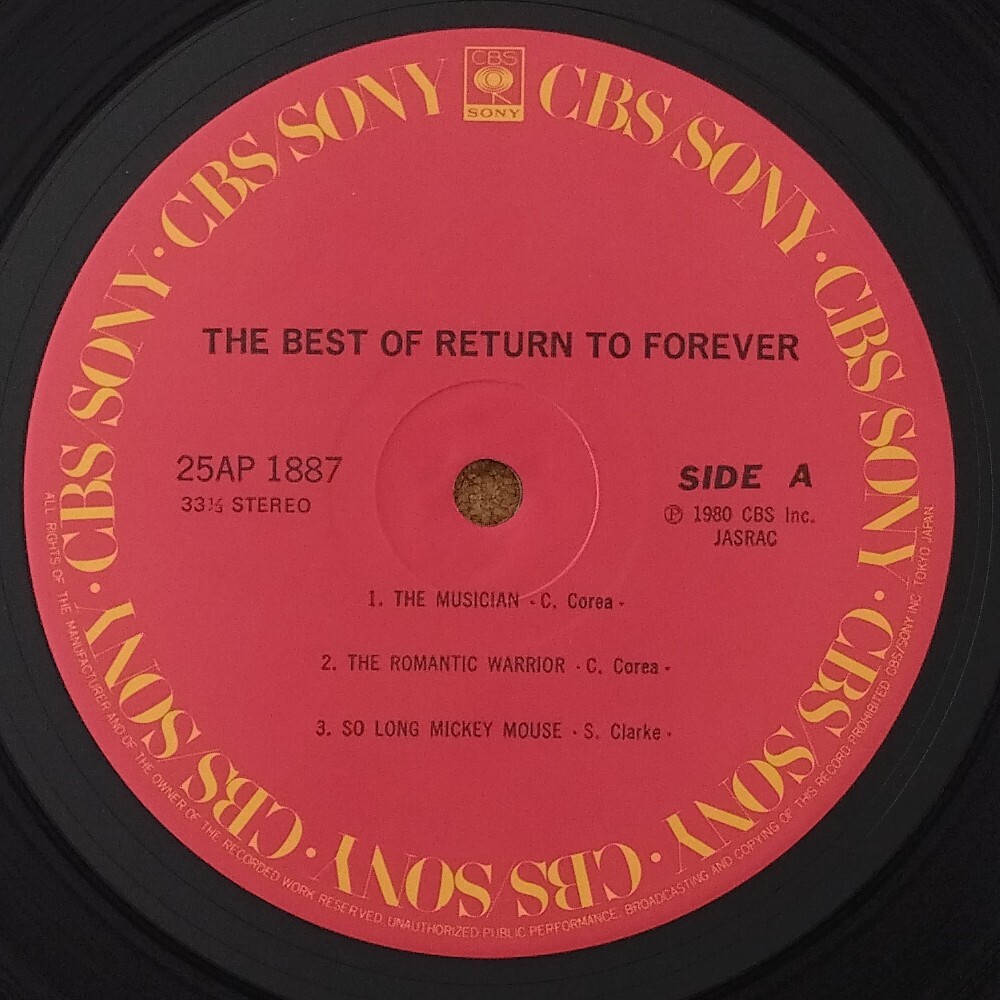 CBS
SONY
CBS/SONY · CBS/SONY · CBS/SONY · CBS/SONY · CBS/SONY · CBS/SONY · CBS/SONY · CBS/SONY
THE BEST OF RETURN TO FOREVER
25AP 1887
33⅓ STEREO
SIDE A
Ⓟ 1980 CBS Inc.
JASRAC
1. THE MUSICIAN - C. Corea -
2. THE ROMANTIC WARRIOR - C. Corea -
3. SO LONG MICKEY MOUSE - S. Clarke -
ALL RIGHTS OF THE MANUFACTURER AND OF THE OWNER OF THE RECORDED WORK RESERVED. UNAUTHORIZED PUBLIC PERFORMANCE, BROADCASTING AND COPYING OF THIS RECORD PROHIBITED CBS/SONY INC. TOKYO JAPAN